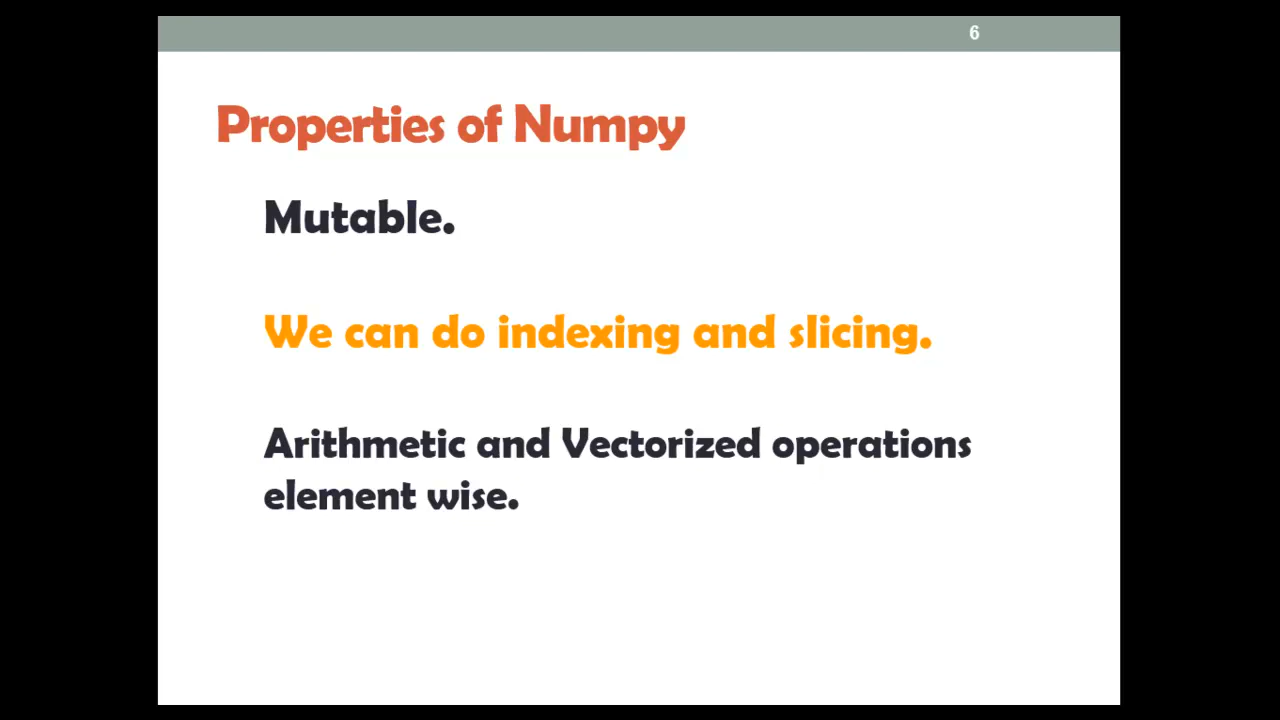 6
Properties of Numpy
Mutable.
We can do indexing and slicing.
Arithmetic and Vectorized operations
element wise.